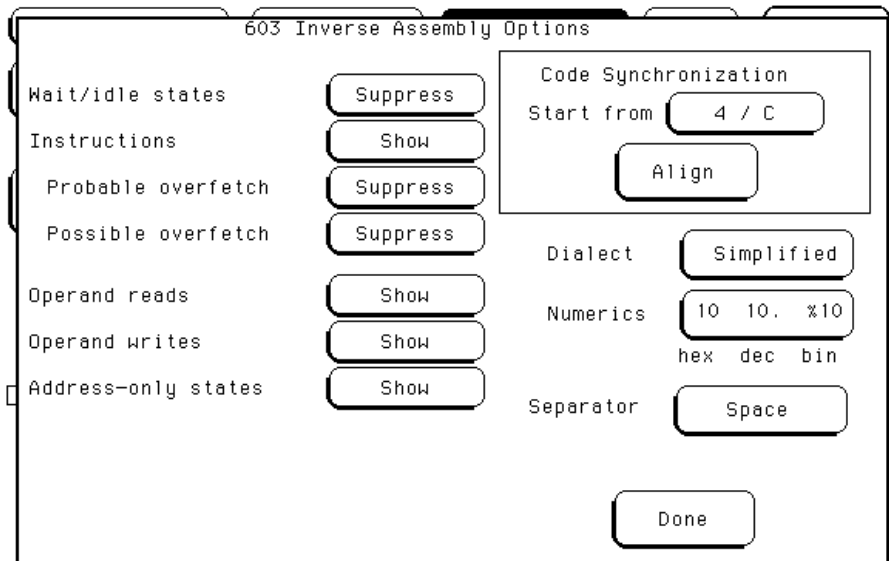 603 Inverse Assembly Options
Wait/idle states Suppress
Instructions Show
Probable overfetch Suppress
Possible overfetch Suppress
Operand reads Show
Operand writes Show
Address-only states Show
Code Synchronization
Start from 4 / C
Align
Dialect Simplified
Numerics 10 10. %10
hex dec bin
Separator Space
Done